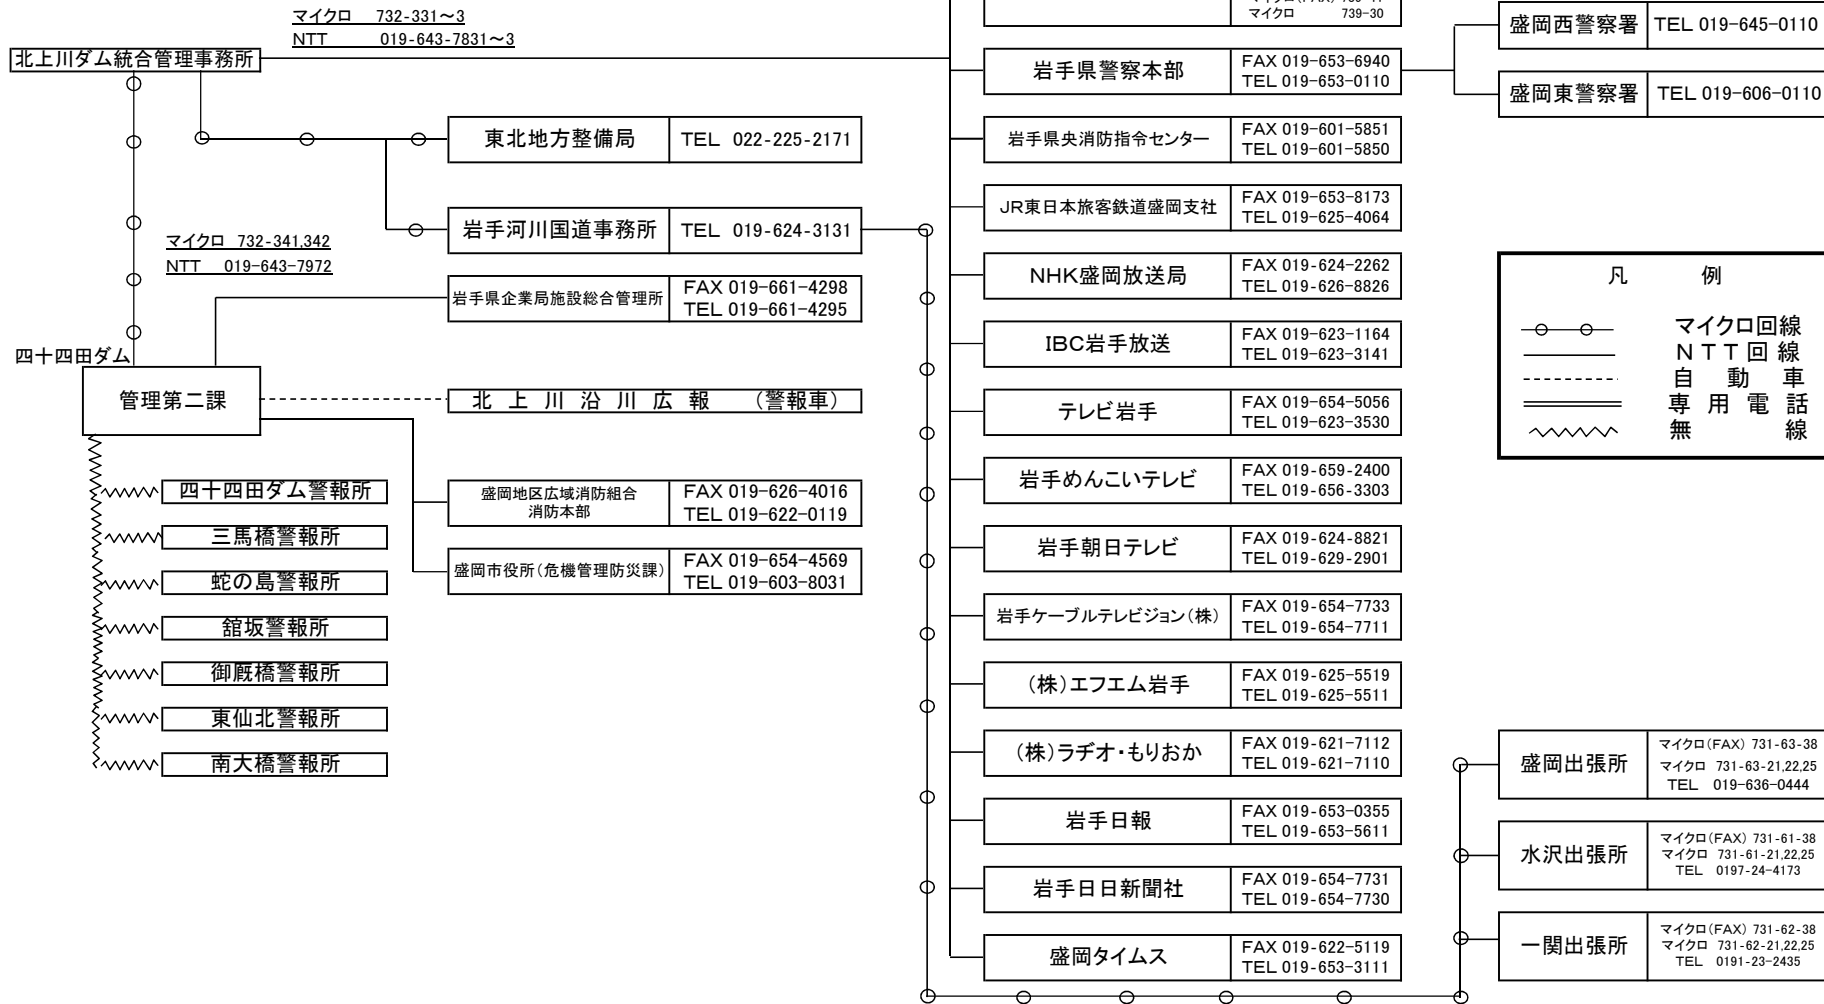 マイクロ 732-331~3
NTT 019-643-7831~3
北上川ダム統合管理事務所
東北地方整備局 TEL 022-225-2171
岩手河川国道事務所 TEL 019-624-3131
マイクロ 732-341,342
NTT 019-643-7972
岩手県企業局施設総合管理所
FAX 019-661-4298
TEL 019-661-4295
四十四田ダム
管理第二課
北上川沿川広報 (警報車)
四十四田ダム警報所
三馬橋警報所
蛇の島警報所
舘坂警報所
御厩橋警報所
東仙北警報所
南大橋警報所
盛岡地区広域消防組合
消防本部
FAX 019-626-4016
TEL 019-622-0119
盛岡市役所(危機管理防災課)
FAX 019-654-4569
TEL 019-603-8031
マイクロ 739-30
岩手県警察本部
FAX 019-653-6940
TEL 019-653-0110
岩手県央消防指令センター
FAX 019-601-5851
TEL 019-601-5850
JR東日本旅客鉄道盛岡支社
FAX 019-653-8173
TEL 019-625-4064
NHK盛岡放送局
FAX 019-624-2262
TEL 019-626-8826
IBC岩手放送
FAX 019-623-1164
TEL 019-623-3141
テレビ岩手
FAX 019-654-5056
TEL 019-623-3530
岩手めんこいテレビ
FAX 019-659-2400
TEL 019-656-3303
岩手朝日テレビ
FAX 019-624-8821
TEL 019-629-2901
岩手ケーブルテレビジョン(株)
FAX 019-654-7733
TEL 019-654-7711
(株)エフエム岩手
FAX 019-625-5519
TEL 019-625-5511
(株)ラヂオ・もりおか
FAX 019-621-7112
TEL 019-621-7110
岩手日報
FAX 019-653-0355
TEL 019-653-5611
岩手日日新聞社
FAX 019-654-7731
TEL 019-654-7730
盛岡タイムス
FAX 019-622-5119
TEL 019-653-3111
盛岡西警察署 TEL 019-645-0110
盛岡東警察署 TEL 019-606-0110
凡 例
マイクロ回線
NTT回線
自動車
専用電話
無線
盛岡出張所
マイクロ(FAX) 731-63-38
マイクロ 731-63-21,22,25
TEL 019-636-0444
水沢出張所
マイクロ(FAX) 731-61-38
マイクロ 731-61-21,22,25
TEL 0197-24-4173
一関出張所
マイクロ(FAX) 731-62-38
マイクロ 731-62-21,22,25
TEL 0191-23-2435